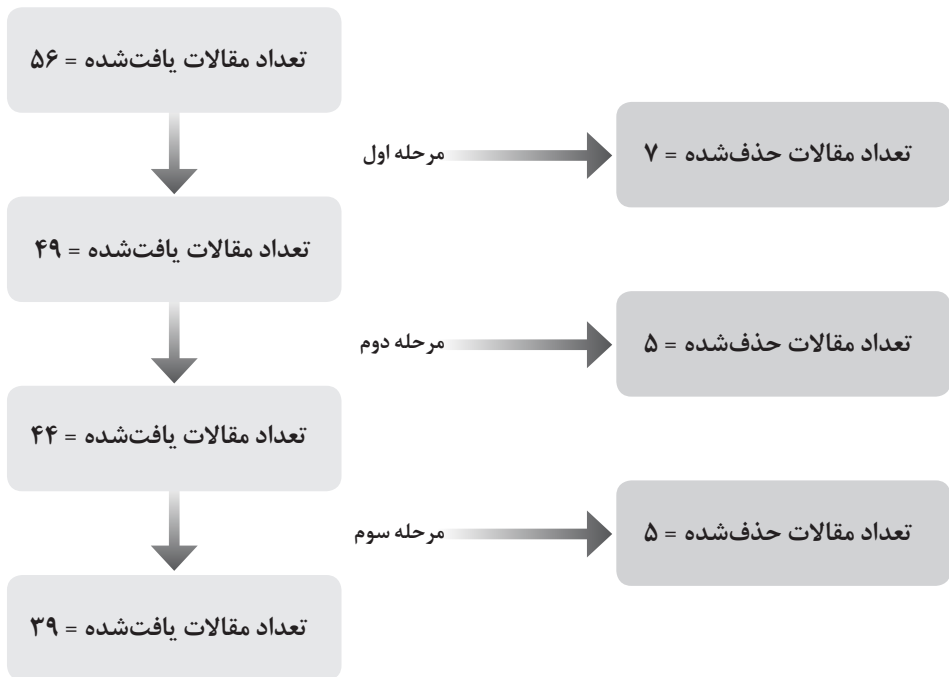 تعداد مقالات یافت‌شده = ۵۶
مرحله اول
تعداد مقالات حذف‌شده = ۷
تعداد مقالات یافت‌شده = ۴۹
مرحله دوم
تعداد مقالات حذف‌شده = ۵
تعداد مقالات یافت‌شده = ۴۴
مرحله سوم
تعداد مقالات حذف‌شده = ۵
تعداد مقالات یافت‌شده = ۳۹